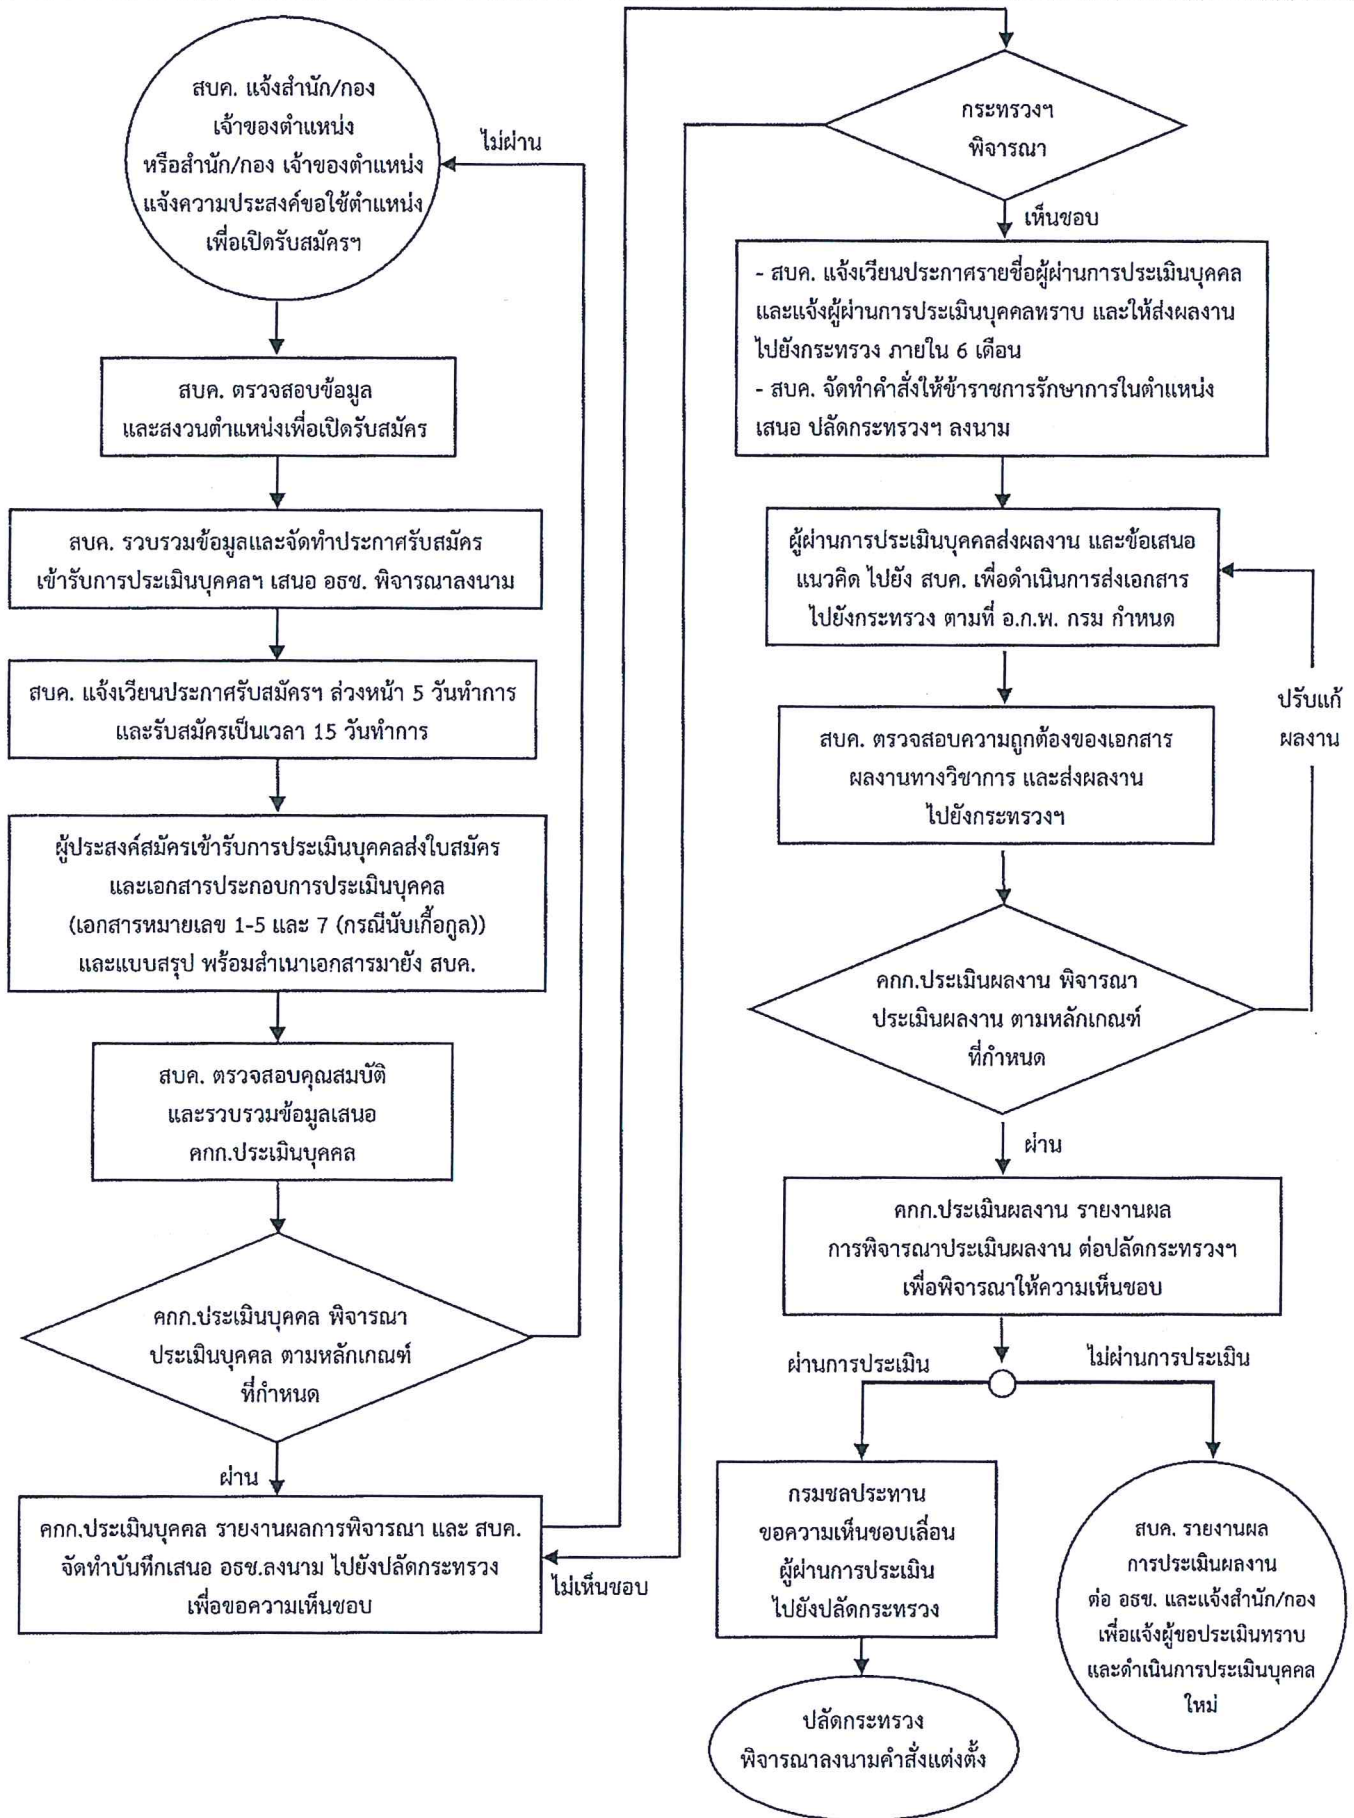 สบค. แจ้งสำนัก/กอง
เจ้าของตำแหน่ง
หรือสำนัก/กอง เจ้าของตำแหน่ง
แจ้งความประสงค์ขอใช้ตำแหน่ง
เพื่อเปิดรับสมัครฯ
ไม่ผ่าน
สบค. ตรวจสอบข้อมูล
และสงวนตำแหน่งเพื่อเปิดรับสมัคร
สบค. รวบรวมข้อมูลและจัดทำประกาศรับสมัคร
เข้ารับการประเมินบุคคลฯ เสนอ อธช. พิจารณาลงนาม
สบค. แจ้งเวียนประกาศรับสมัครฯ ล่วงหน้า 5 วันทำการ
และรับสมัครเป็นเวลา 15 วันทำการ
ผู้ประสงค์สมัครเข้ารับการประเมินบุคคลส่งใบสมัคร
และเอกสารประกอบการประเมินบุคคล
(เอกสารหมายเลข 1-5 และ 7 (กรณีนับเกื้อกูล))
และแบบสรุป พร้อมสำเนาเอกสารมายัง สบค.
สบค. ตรวจสอบคุณสมบัติ
และรวบรวมข้อมูลเสนอ
คกก.ประเมินบุคคล
คกก.ประเมินบุคคล พิจารณา
ประเมินบุคคล ตามหลักเกณฑ์
ที่กำหนด
ผ่าน
คกก.ประเมินบุคคล รายงานผลการพิจารณา และ สบค.
จัดทำบันทึกเสนอ อธช.ลงนาม ไปยังปลัดกระทรวง
เพื่อขอความเห็นชอบ
ไม่เห็นชอบ
กระทรวงฯ
พิจารณา
เห็นชอบ
- สบค. แจ้งเวียนประกาศรายชื่อผู้ผ่านการประเมินบุคคล
และแจ้งผู้ผ่านการประเมินบุคคลทราบ และให้ส่งผลงาน
ไปยังกระทรวง ภายใน 6 เดือน
- สบค. จัดทำคำสั่งให้ข้าราชการรักษาการในตำแหน่ง
เสนอ ปลัดกระทรวงฯ ลงนาม
ผู้ผ่านการประเมินบุคคลส่งผลงาน และข้อเสนอ
แนวคิด ไปยัง สบค. เพื่อดำเนินการส่งเอกสาร
ไปยังกระทรวง ตามที่ อ.ก.พ. กรม กำหนด
ปรับแก้
ผลงาน
สบค. ตรวจสอบความถูกต้องของเอกสาร
ผลงานทางวิชาการ และส่งผลงาน
ไปยังกระทรวงฯ
คกก.ประเมินผลงาน พิจารณา
ประเมินผลงาน ตามหลักเกณฑ์
ที่กำหนด
ผ่าน
คกก.ประเมินผลงาน รายงานผล
การพิจารณาประเมินผลงาน ต่อปลัดกระทรวงฯ
เพื่อพิจารณาให้ความเห็นชอบ
ผ่านการประเมิน
ไม่ผ่านการประเมิน
กรมชลประทาน
ขอความเห็นชอบเลื่อน
ผู้ผ่านการประเมิน
ไปยังปลัดกระทรวง
ปลัดกระทรวง
พิจารณาลงนามคำสั่งแต่งตั้ง
สบค. รายงานผล
การประเมินผลงาน
ต่อ อธช. และแจ้งสำนัก/กอง
เพื่อแจ้งผู้ขอประเมินทราบ
และดำเนินการประเมินบุคคล
ใหม่